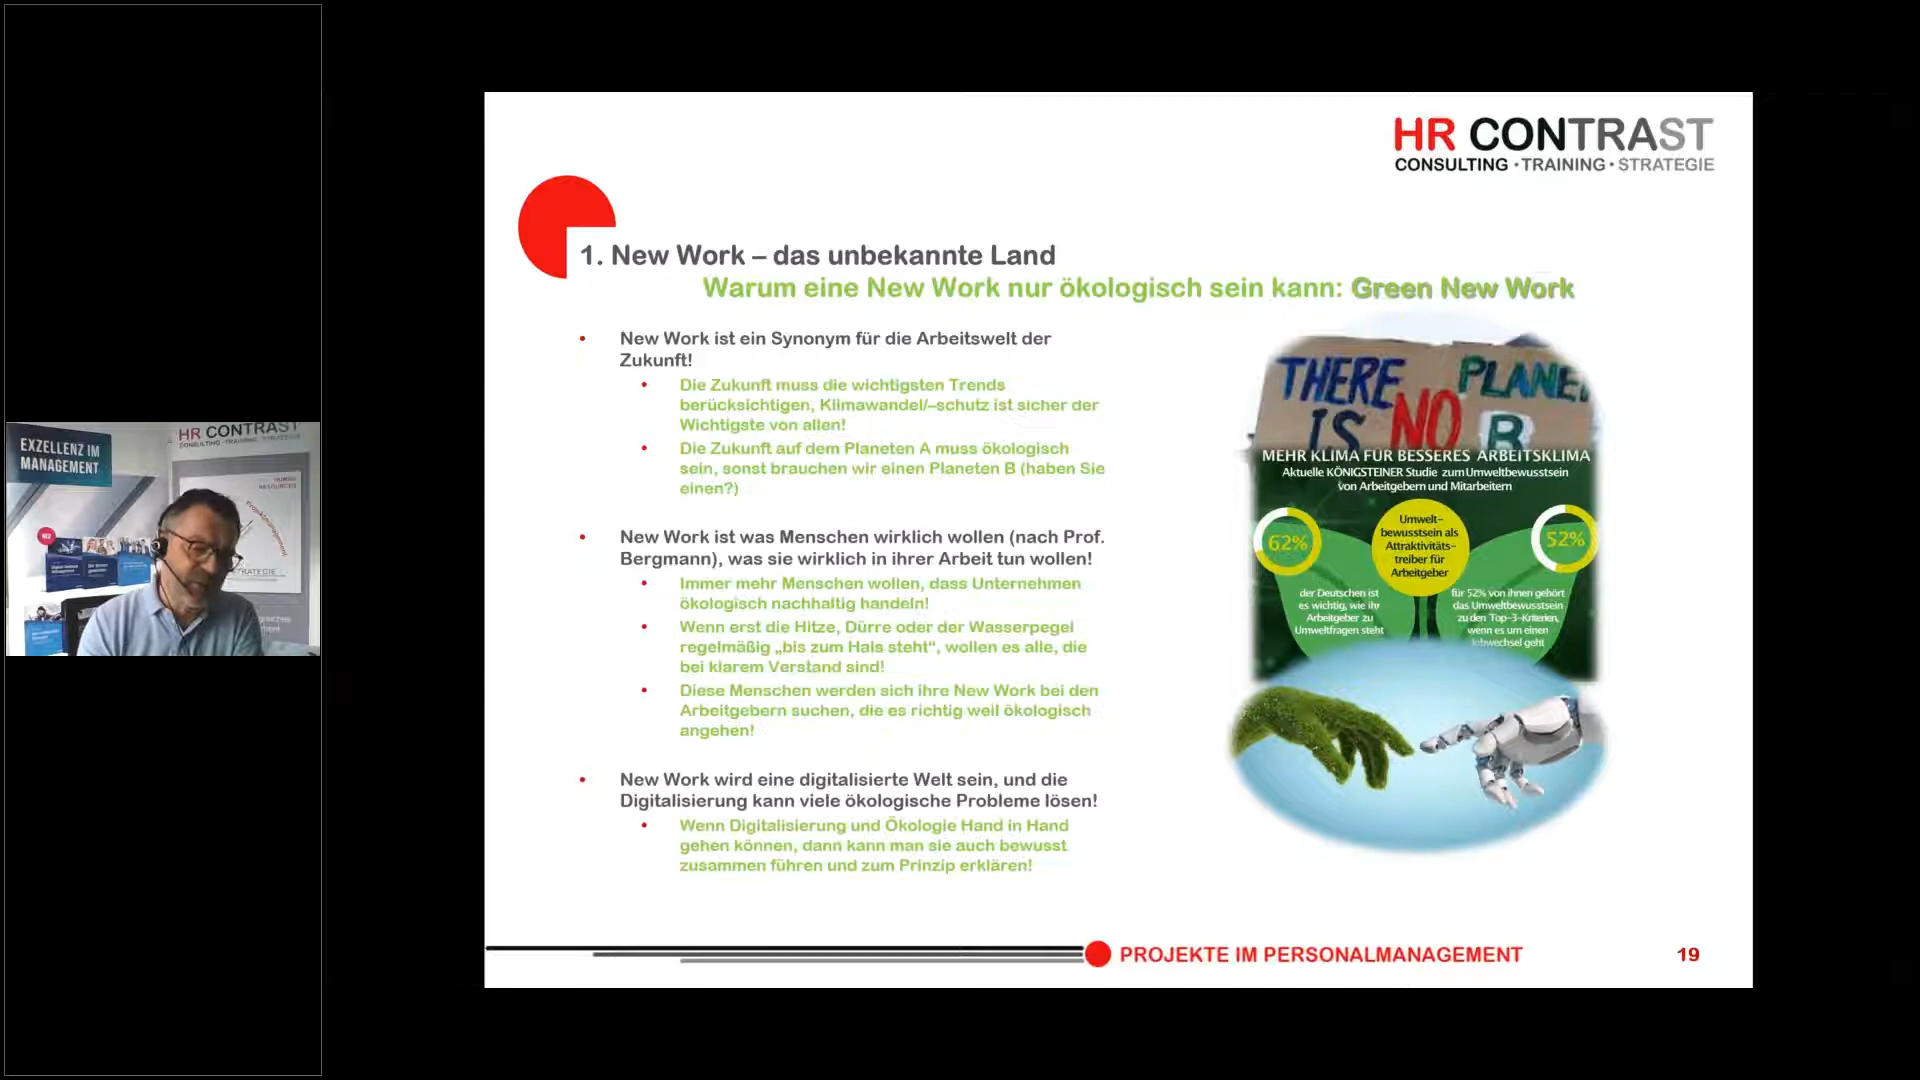 HR CONTRAST
CONSULTING · TRAINING · STRATEGIE
1. New Work – das unbekannte Land
Warum eine New Work nur ökologisch sein kann: Green New Work
• New Work ist ein Synonym für die Arbeitswelt der
Zukunft!
• Die Zukunft muss die wichtigsten Trends
berücksichtigen, Klimawandel/–schutz ist sicher der
Wichtigste von allen!
• Die Zukunft auf dem Planeten A muss ökologisch
sein, sonst brauchen wir einen Planeten B (haben Sie
einen?)
• New Work ist was Menschen wirklich wollen (nach Prof.
Bergmann), was sie wirklich in ihrer Arbeit tun wollen!
• Immer mehr Menschen wollen, dass Unternehmen
ökologisch nachhaltig handeln!
• Wenn erst die Hitze, Dürre oder der Wasserpegel
regelmäßig „bis zum Hals steht“, wollen es alle, die
bei klarem Verstand sind!
• Diese Menschen werden sich ihre New Work bei den
Arbeitgebern suchen, die es richtig weil ökologisch
angehen!
• New Work wird eine digitalisierte Welt sein, und die
Digitalisierung kann viele ökologische Probleme lösen!
• Wenn Digitalisierung und Ökologie Hand in Hand
gehen können, dann kann man sie auch bewusst
zusammen führen und zum Prinzip erklären!
THERE PLANE
IS NO B
MEHR KLIMA FÜR BESSERES ARBEITSKLIMA
Aktuelle KÖNIGSTEINER Studie zum Umweltbewusstsein
von Arbeitgebern und Mitarbeitern
62%
Umwelt-
bewusstsein als
Attraktivitäts-
treiber für
Arbeitgeber
52%
der Deutschen ist
es wichtig, wie ihr
Arbeitgeber zu
Umweltfragen steht
für 52% von ihnen gehört
das Umweltbewusstsein
zu den Top-3-Kriterien,
wenn es um einen
Jobwechsel geht
PROJEKTE IM PERSONALMANAGEMENT
19
EXZELLENZ IM
MANAGEMENT
HR CONTRAST
CONSULTING · TRAINING · STRATEGIE
HUMAN
RESOURCES
Projektmanagement